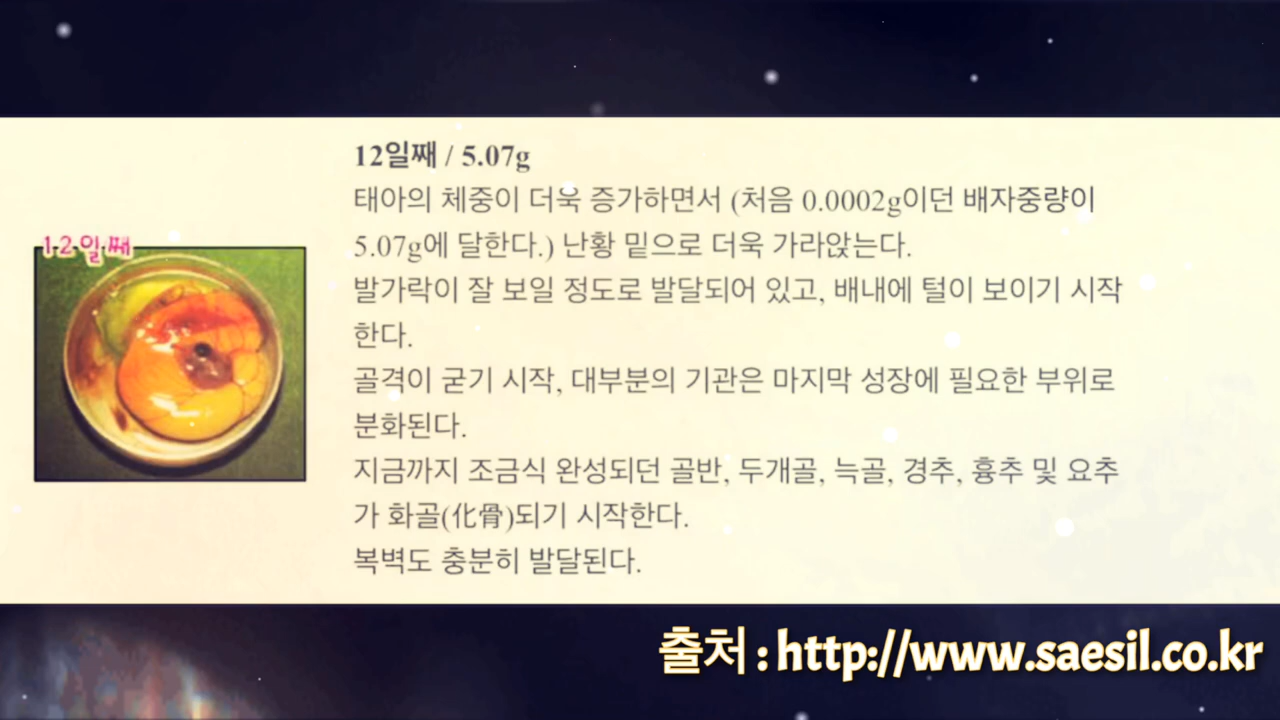 12일째
12일째 / 5.07g
태아의 체중이 더욱 증가하면서 (처음 0.0002g이던 배자중량이
5.07g에 달한다.) 난황 밑으로 더욱 가라앉는다.
발가락이 잘 보일 정도로 발달되어 있고, 배내에 털이 보이기 시작
한다.
골격이 굳기 시작, 대부분의 기관은 마지막 성장에 필요한 부위로
분화된다.
지금까지 조금식 완성되던 골반, 두개골, 늑골, 경추, 흉추 및 요추
가 화골(化骨)되기 시작한다.
복벽도 충분히 발달된다.
출처 : http://www.saesil.co.kr